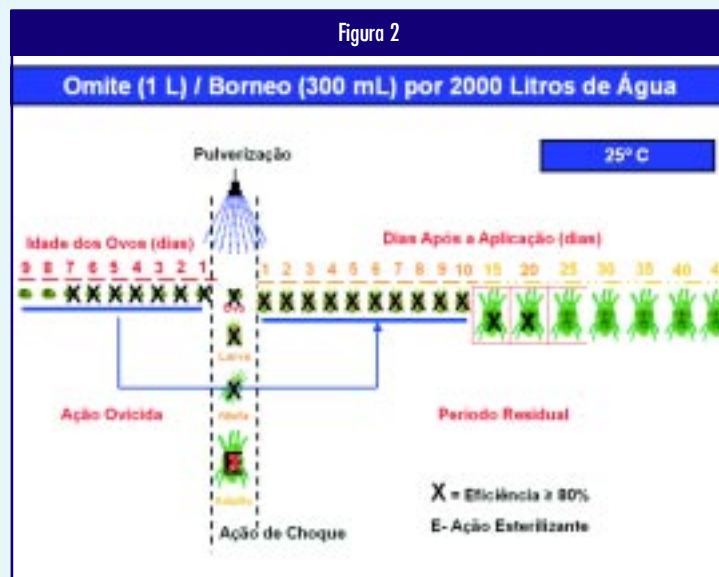 Figura 2
Omite (1 L) / Borneo (300 mL) por 2000 Litros de Água
Pulverização
25º C
Idade dos Ovos (dias)
Dias Após a Aplicação (dias)
9 8 7 6 5 4 3 2 1
1 2 3 4 5 6 7 8 9 10 15 20 25 30 35 40
X X X X X X X X X X X X X X X X X X X X
Ovo
X
Larva
X
Ação Ovicida
Período Residual
E
Adulto
X = Eficiência ≥ 80%
E- Ação Esterilizante
Ação de Choque